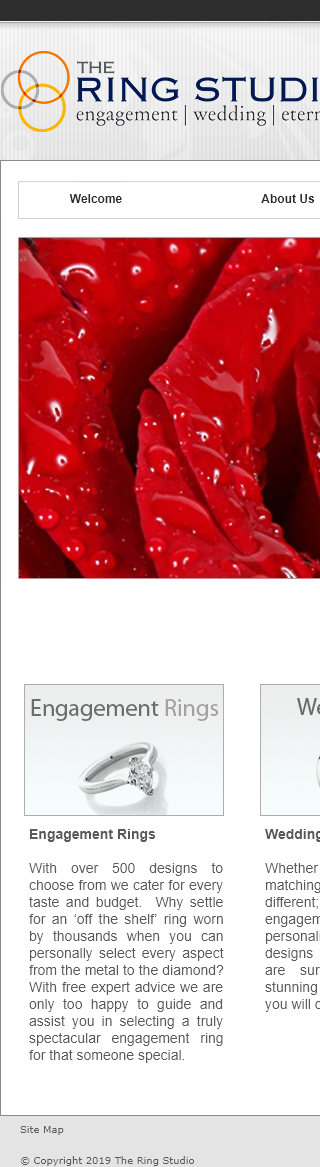 THE
RING STUDI
engagement | wedding | etern
Welcome About Us
Engagement Rings
We
Engagement Rings
With over 500 designs to
choose from we cater for every
taste and budget. Why settle
for an ‘off the shelf’ ring worn
by thousands when you can
personally select every aspect
from the metal to the diamond?
With free expert advice we are
only too happy to guide and
assist you in selecting a truly
spectacular engagement ring
for that someone special.
Wedding
Whether
matching
different;
engagem
personali
designs
are sur
stunning
you will c
Site Map
© Copyright 2019 The Ring Studio